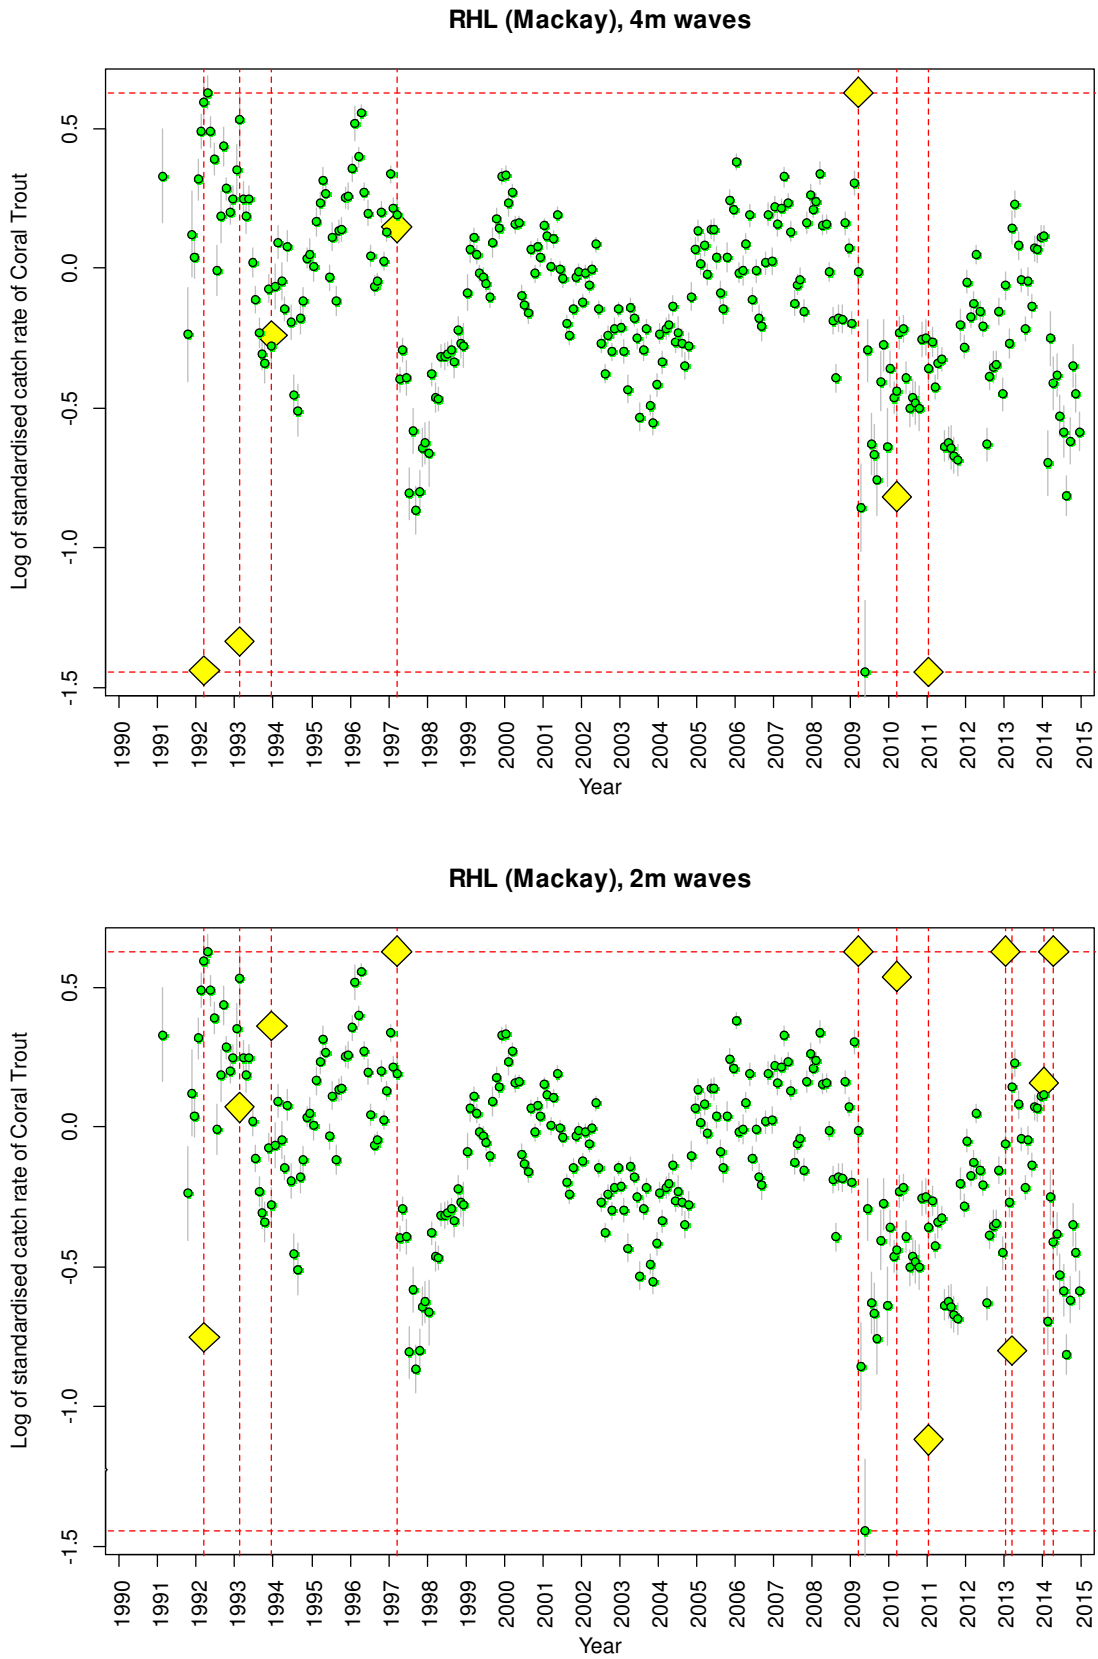 RHL (Mackay), 4m waves
Log of standardised catch rate of Coral Trout
0.5
0.0
-0.5
-1.0
-1.5
1990 1991 1992 1993 1994 1995 1996 1997 1998 1999 2000 2001 2002 2003 2004 2005 2006 2007 2008 2009 2010 2011 2012 2013 2014 2015
Year
RHL (Mackay), 2m waves
Log of standardised catch rate of Coral Trout
0.5
0.0
-0.5
-1.0
-1.5
1990 1991 1992 1993 1994 1995 1996 1997 1998 1999 2000 2001 2002 2003 2004 2005 2006 2007 2008 2009 2010 2011 2012 2013 2014 2015
Year